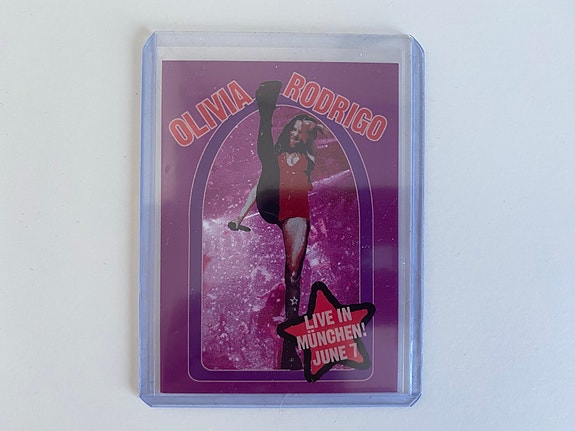 OLIVIA RODRIGO
LIVE IN
MÜNCHEN!
JUNE 7